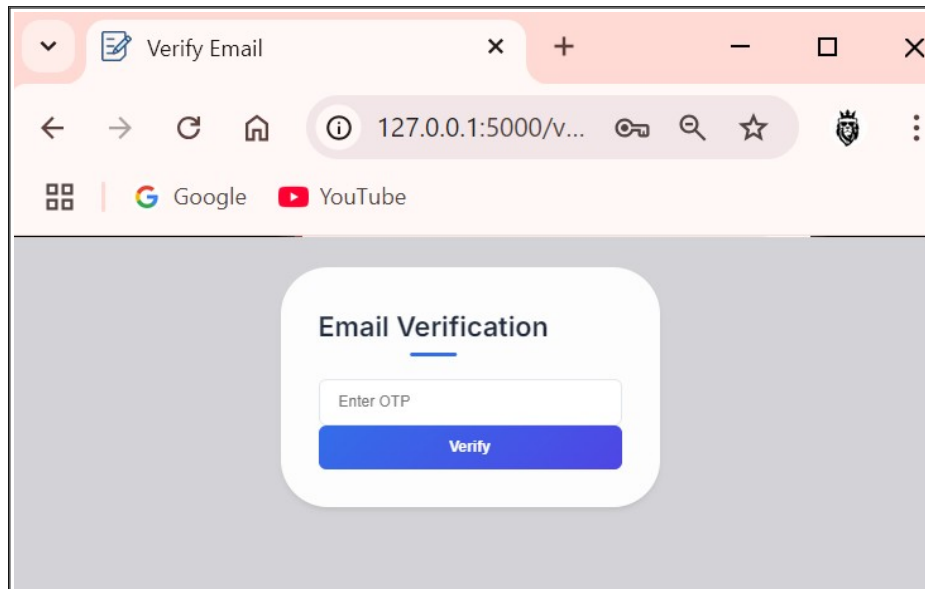 Verify Email
127.0.0.1:5000/v...
Google YouTube
Email Verification
Enter OTP
Verify